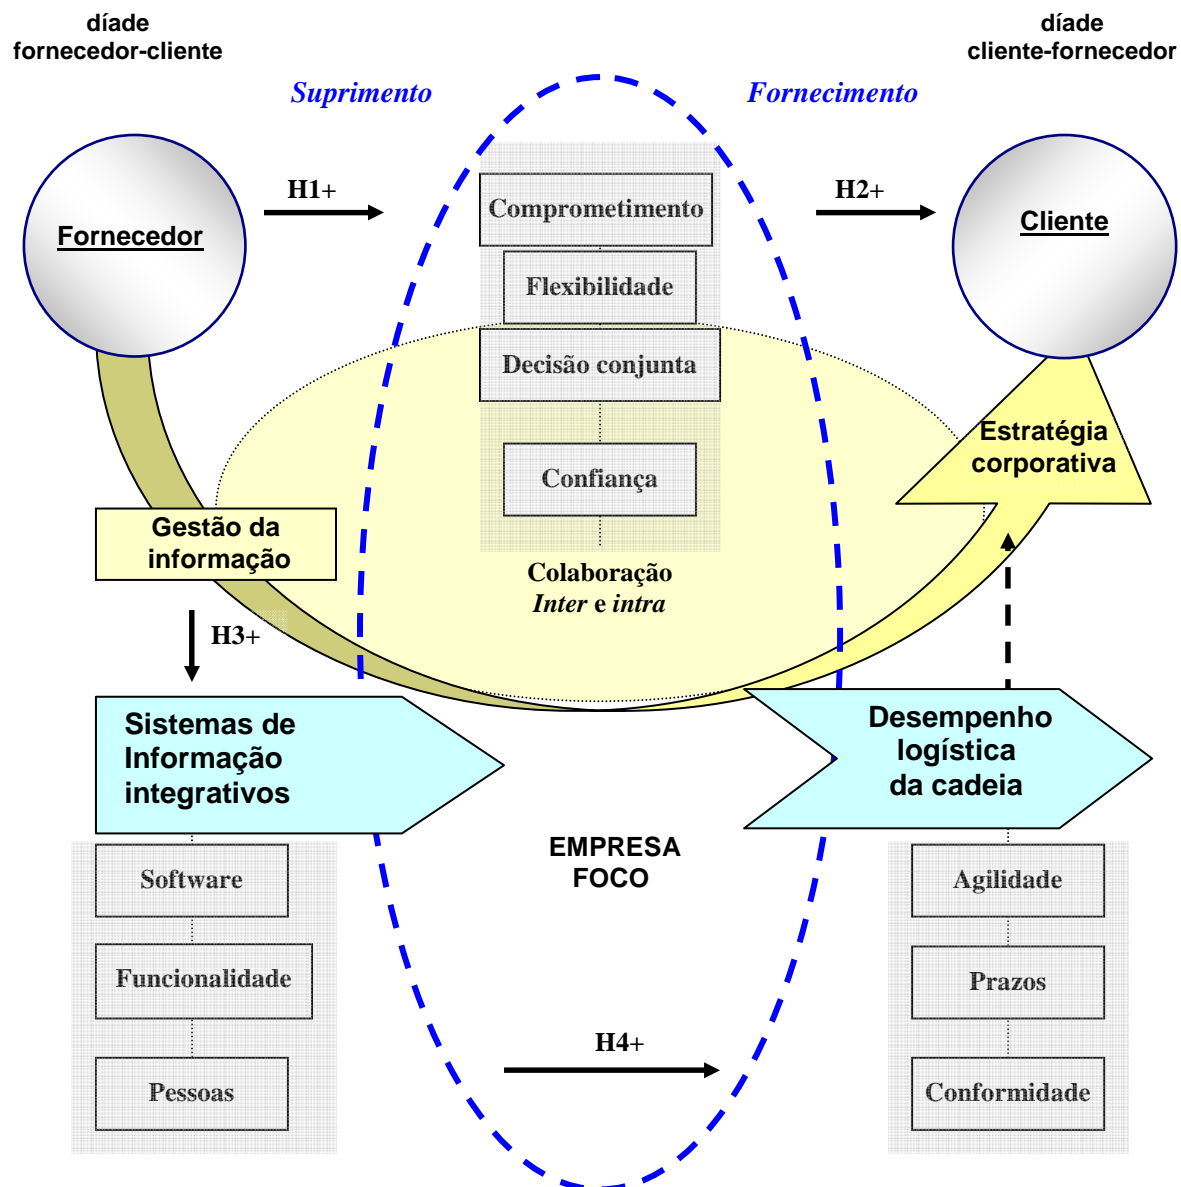 díade
fornecedor-cliente
díade
cliente-fornecedor
Suprimento
Fornecimento
H1+
H2+
Fornecedor
Cliente
Comprometimento
Flexibilidade
Decisão conjunta
Confiança
Estratégia
corporativa
Gestão da
informação
Colaboração
Inter e intra
H3+
Sistemas de
Informação
integrativos
Desempenho
logística
da cadeia
EMPRESA
FOCO
Software
Funcionalidade
Pessoas
Agilidade
Prazos
Conformidade
H4+